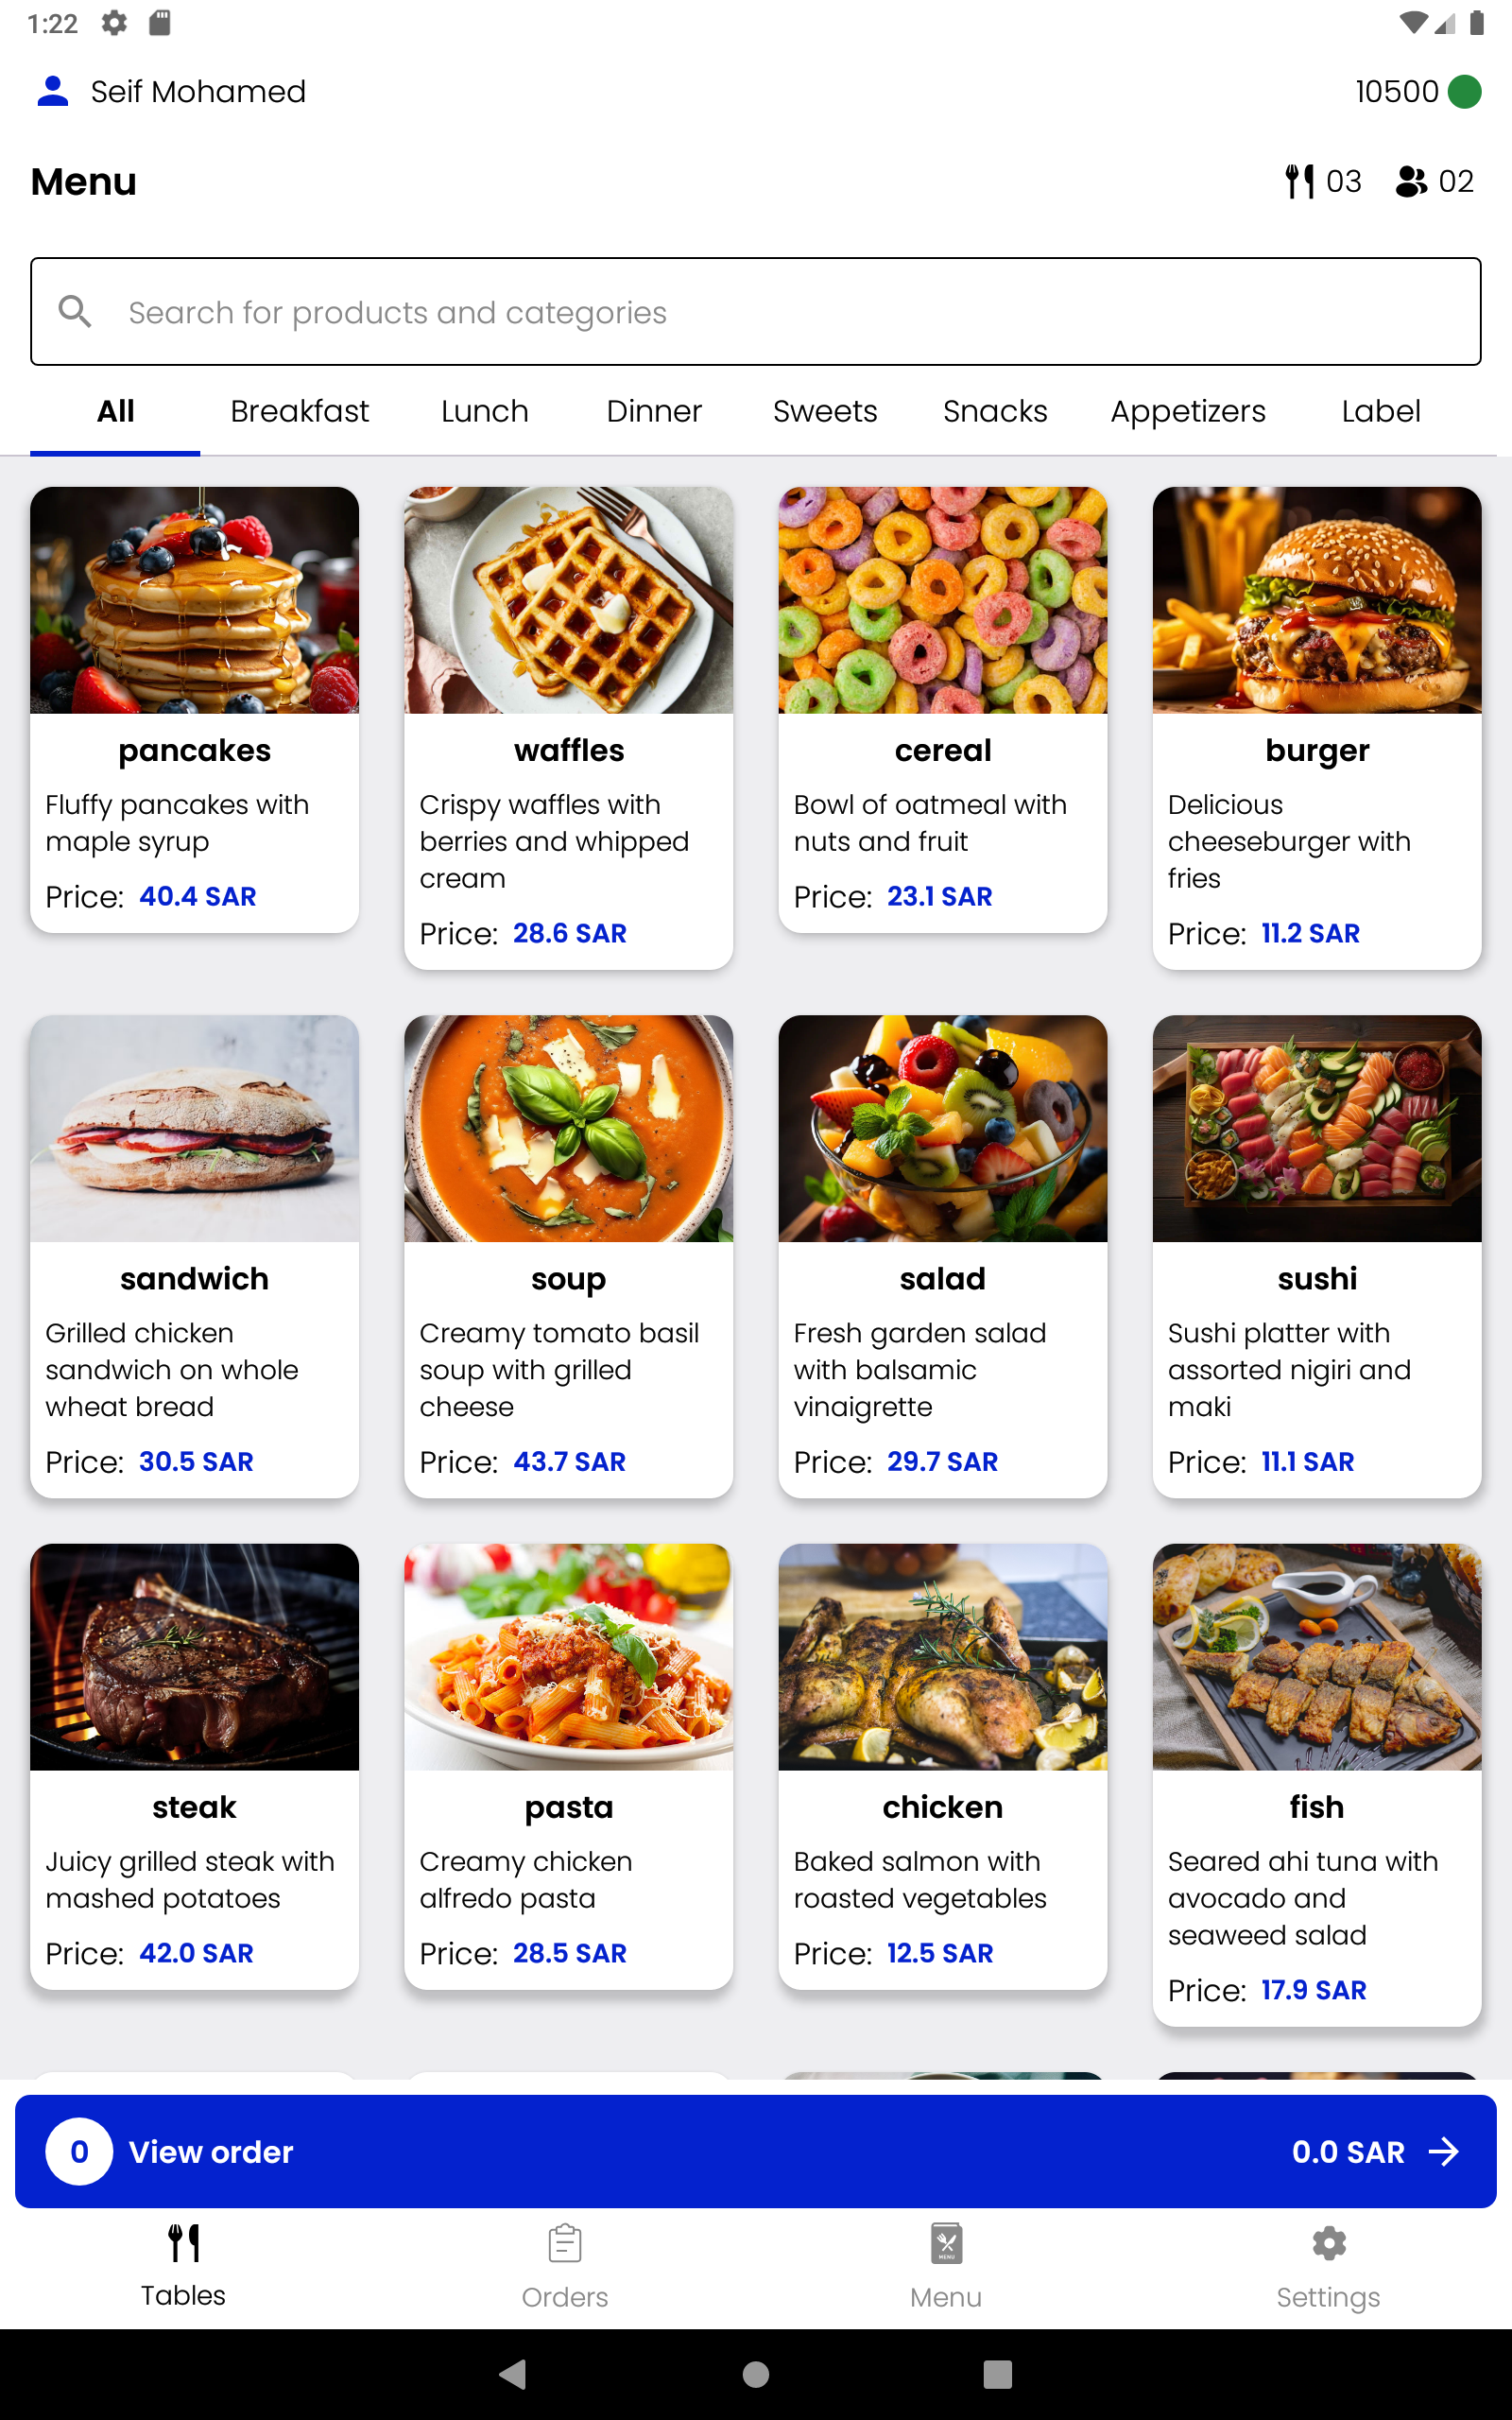 1:22
Seif Mohamed
10500
Menu
03
02
Search for products and categories
All
Breakfast
Lunch
Dinner
Sweets
Snacks
Appetizers
Label
pancakes
Fluffy pancakes with
maple syrup
Price: 40.4 SAR
waffles
Crispy waffles with
berries and whipped
cream
Price: 28.6 SAR
cereal
Bowl of oatmeal with
nuts and fruit
Price: 23.1 SAR
burger
Delicious
cheeseburger with
fries
Price: 11.2 SAR
sandwich
Grilled chicken
sandwich on whole
wheat bread
Price: 30.5 SAR
soup
Creamy tomato basil
soup with grilled
cheese
Price: 43.7 SAR
salad
Fresh garden salad
with balsamic
vinaigrette
Price: 29.7 SAR
sushi
Sushi platter with
assorted nigiri and
maki
Price: 11.1 SAR
steak
Juicy grilled steak with
mashed potatoes
Price: 42.0 SAR
pasta
Creamy chicken
alfredo pasta
Price: 28.5 SAR
chicken
Baked salmon with
roasted vegetables
Price: 12.5 SAR
fish
Seared ahi tuna with
avocado and
seaweed salad
Price: 17.9 SAR
0
View order
0.0 SAR
Tables
Orders
MENU
Menu
Settings